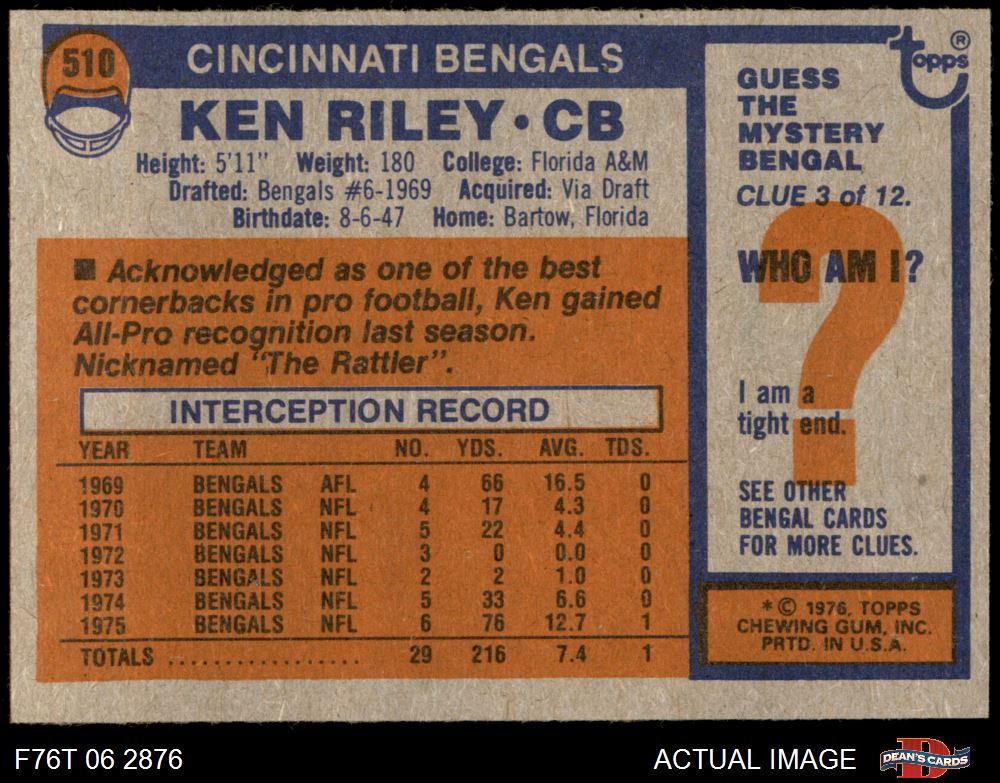 510
CINCINNATI BENGALS
KEN RILEY • CB
Height: 5'11" Weight: 180 College: Florida A&M
Drafted: Bengals #6-1969 Acquired: Via Draft
Birthdate: 8-6-47 Home: Bartow, Florida
■ Acknowledged as one of the best
cornerbacks in pro football, Ken gained
All-Pro recognition last season.
Nicknamed "The Rattler".
INTERCEPTION RECORD
YEAR TEAM NO. YDS. AVG. TDS.
1969 BENGALS AFL 4 66 16.5 0
1970 BENGALS NFL 4 17 4.3 0
1971 BENGALS NFL 5 22 4.4 0
1972 BENGALS NFL 3 0 0.0 0
1973 BENGALS NFL 2 2 1.0 0
1974 BENGALS NFL 5 33 6.6 0
1975 BENGALS NFL 6 76 12.7 1
TOTALS .................. 29 216 7.4 1
topps ®
GUESS
THE
MYSTERY
BENGAL
CLUE 3 of 12.
WHO AM I?
?
I am a
tight end.
SEE OTHER
BENGAL CARDS
FOR MORE CLUES.
* © 1976, TOPPS
CHEWING GUM, INC.
PRTD. IN U.S.A.
F76T 06 2876 ACTUAL IMAGE DEAN'S CARDS